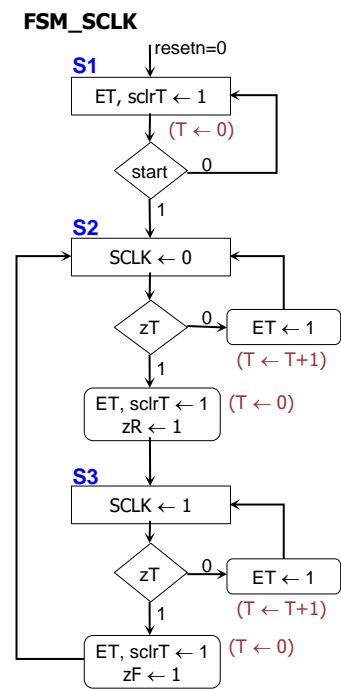 FSM_SCLK
resetn=0
S1
ET, sclrT ← 1
(T ← 0)
start
0
1
S2
SCLK ← 0
zT
0
ET ← 1
(T ← T+1)
1
ET, sclrT ← 1
zR ← 1
(T ← 0)
S3
SCLK ← 1
zT
0
ET ← 1
(T ← T+1)
1
ET, sclrT ← 1
zF ← 1
(T ← 0)